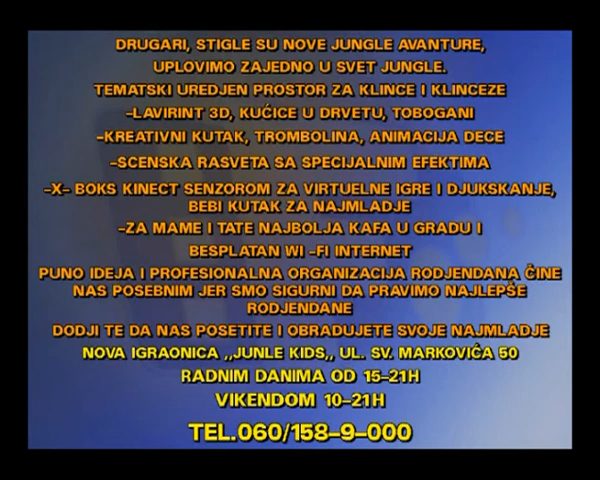 DRUGARI, STIGLE SU NOVE JUNGLE AVANTURE,
UPLOVIMO ZAJEDNO U SVET JUNGLE.
TEMATSKI UREDJEN PROSTOR ZA KLINCE I KLINCEZE
-LAVIRINT 3D, KUĆICE U DRVETU, TOBOGANI
-KREATIVNI KUTAK, TROMBOLINA, ANIMACIJA DECE
-SCENSKA RASVETA SA SPECIJALNIM EFEKTIMA
-X- BOKS KINECT SENZOROM ZA VIRTUELNE IGRE I DJUKSKANJE,
BEBI KUTAK ZA NAJMLADJE
-ZA MAME I TATE NAJBOLJA KAFA U GRADU I
BESPLATAN WI -FI INTERNET
PUNO IDEJA I PROFESIONALNA ORGANIZACIJA RODJENDANA ČINE
NAS POSEBNIM JER SMO SIGURNI DA PRAVIMO NAJLEPŠE
RODJENDANE
DODJI TE DA NAS POSETITE I OBRADUJETE SVOJE NAJMLADJE
NOVA IGRAONICA ,,JUNLE KIDS,, UL. SV. MARKOVIĆA 50
RADNIM DANIMA OD 15-21H
VIKENDOM 10-21H
TEL.060/158-9-000